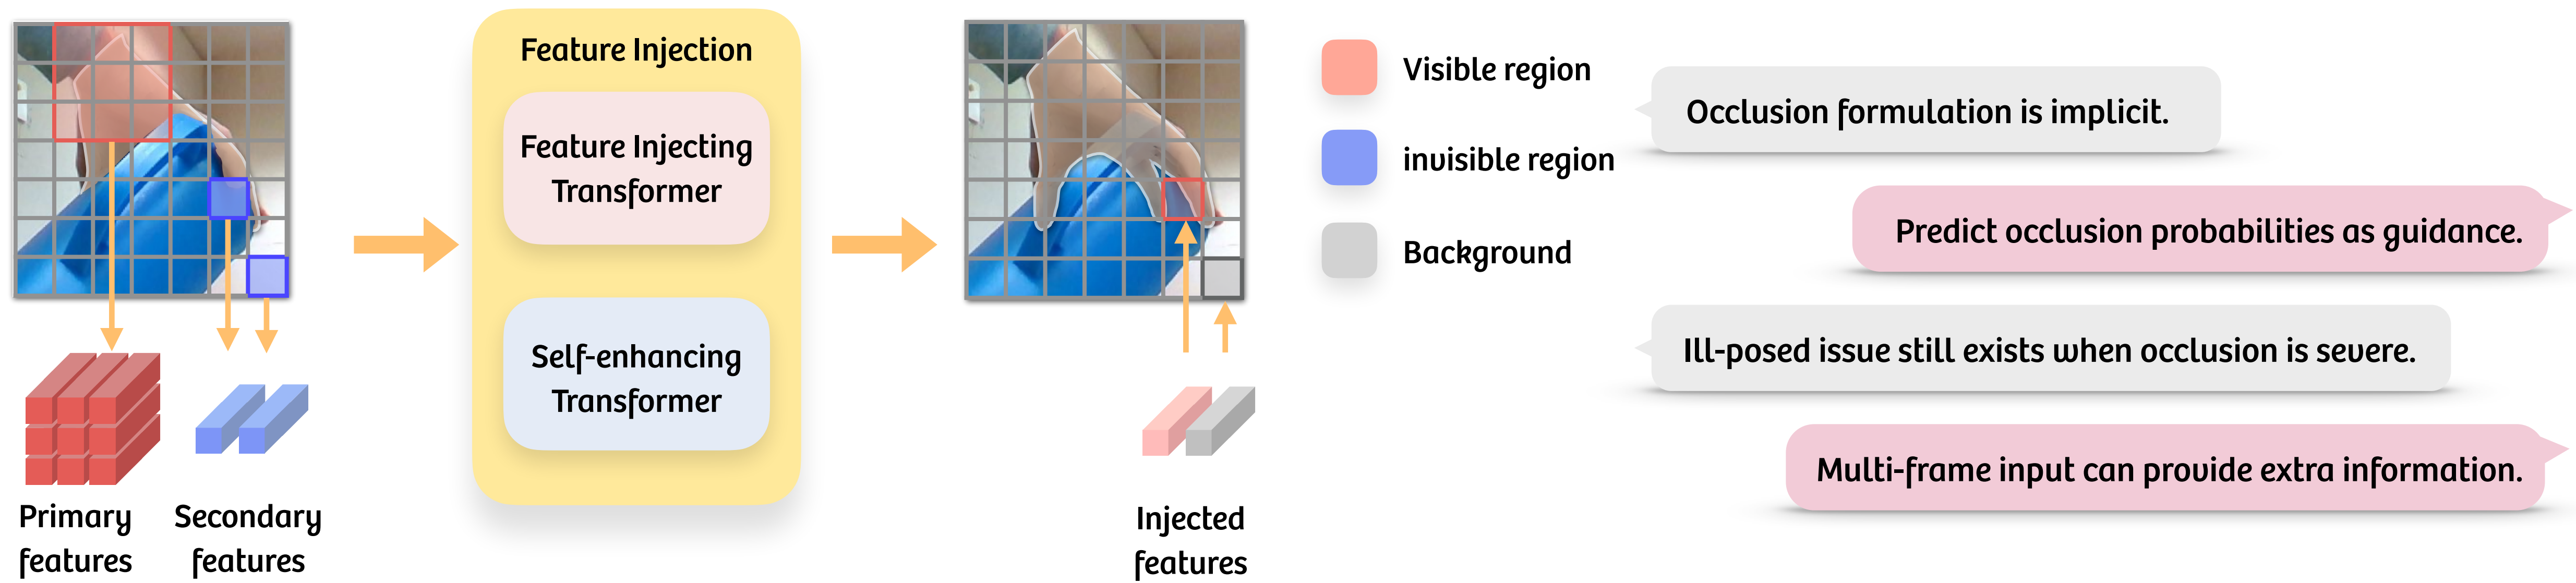 Feature Injection
Feature Injecting
Transformer
Self-enhancing
Transformer
Primary
features
Secondary
features
Injected
features
Visible region
invisible region
Background
Occlusion formulation is implicit.
Predict occlusion probabilities as guidance.
Ill-posed issue still exists when occlusion is severe.
Multi-frame input can provide extra information.